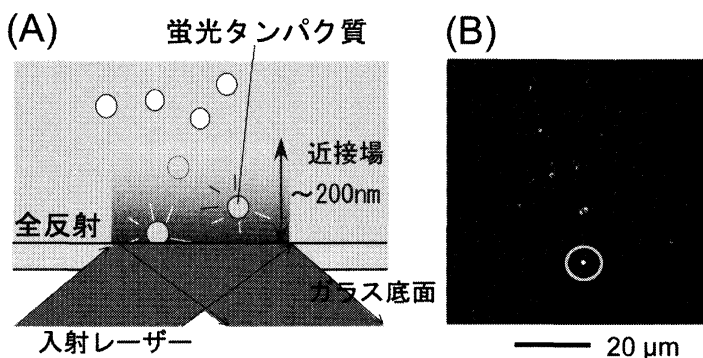 (A)
蛍光タンパク質
近接場
~200nm
全反射
ガラス底面
入射レーザー
(B)
20 μm